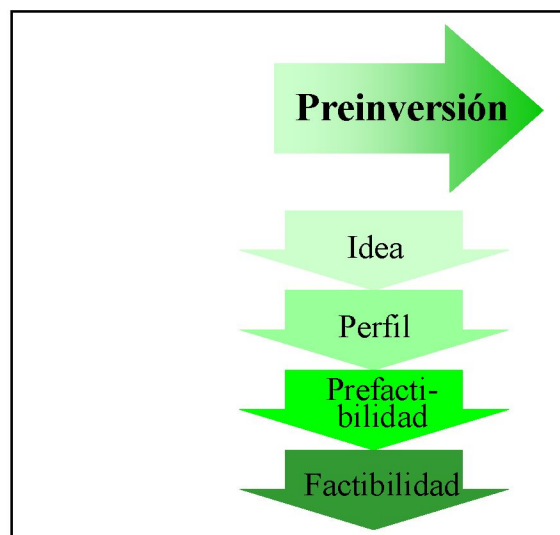 Preinversión
Idea
Perfil
Prefacti-
bilidad
Factibilidad